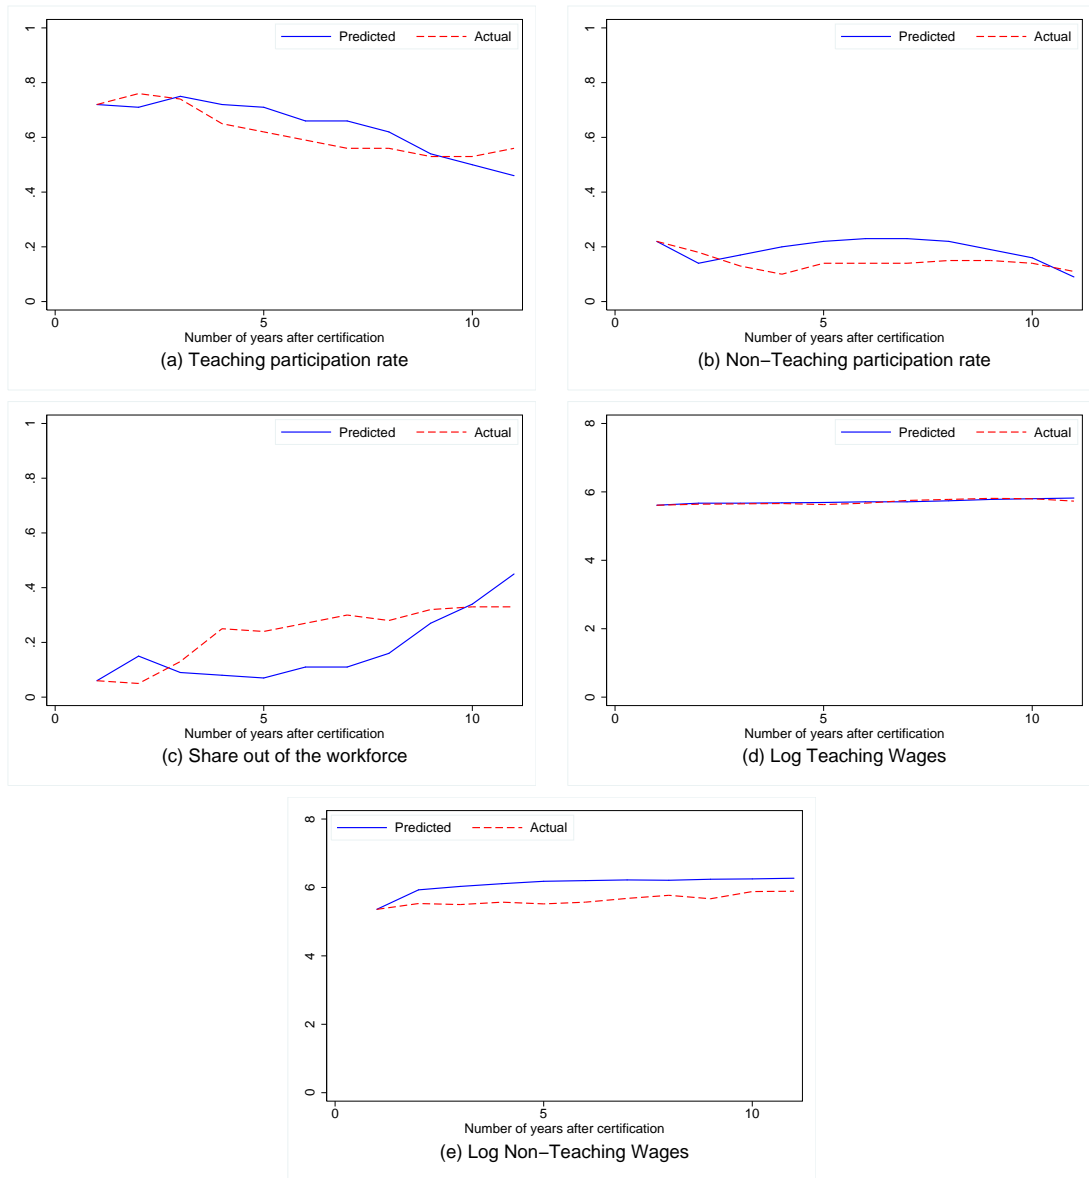 1
.8
.6
.4
.2
0
Predicted Actual
0 5 10
Number of years after certification
(a) Teaching participation rate
1
.8
.6
.4
.2
0
Predicted Actual
0 5 10
Number of years after certification
(b) Non−Teaching participation rate
1
.8
.6
.4
.2
0
Predicted Actual
0 5 10
Number of years after certification
(c) Share out of the workforce
8
6
4
2
0
Predicted Actual
0 5 10
Number of years after certification
(d) Log Teaching Wages
8
6
4
2
0
Predicted Actual
0 5 10
Number of years after certification
(e) Log Non−Teaching Wages